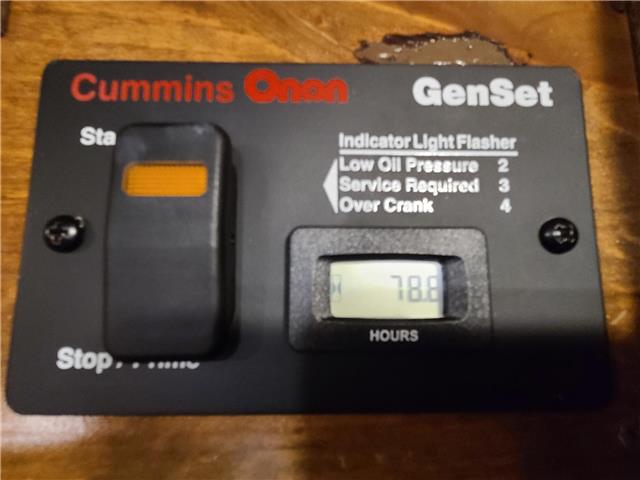 Cummins Onan GenSet
Indicator Light Flasher
Low Oil Pressure 2
Service Required 3
Over Crank 4
78.8
HOURS
Stop